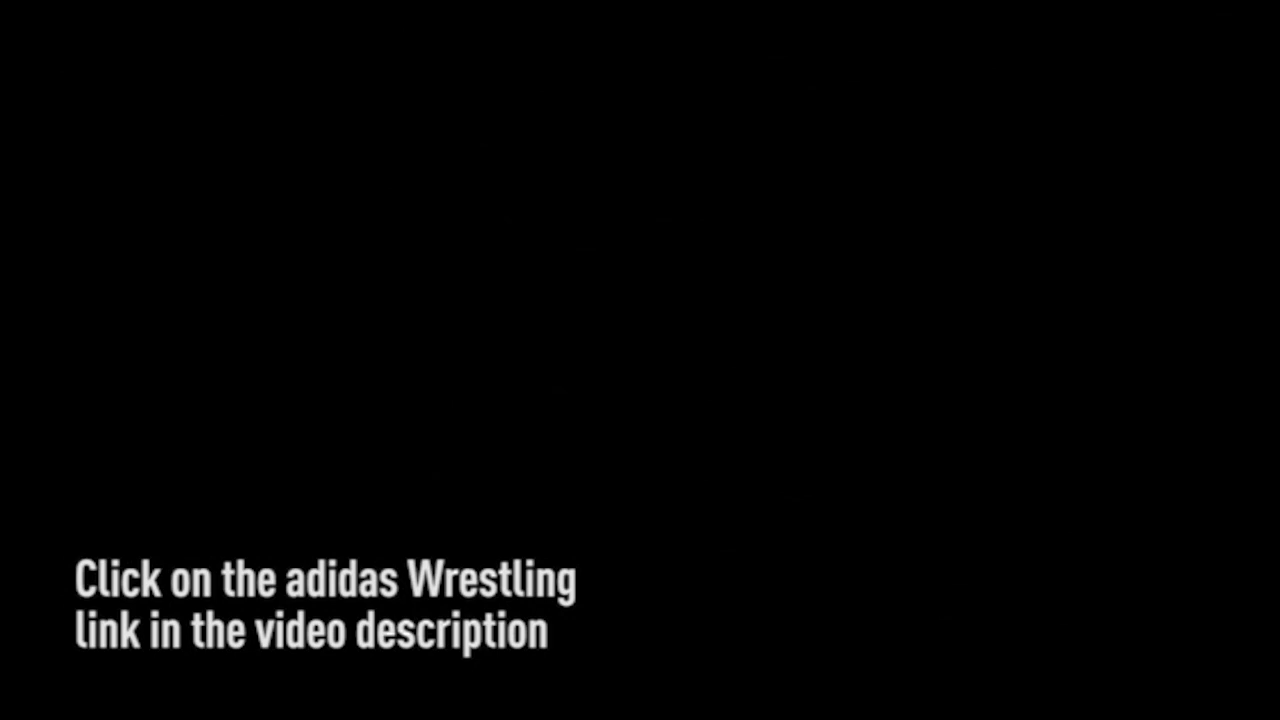 Click on the adidas Wrestling
link in the video description